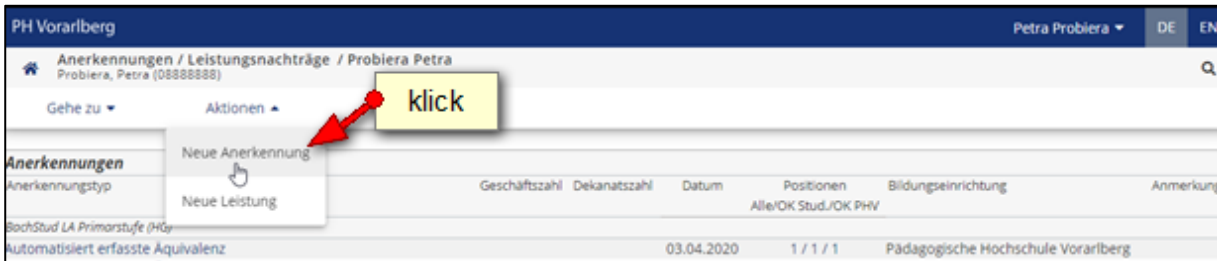 PH Vorarlberg Petra Probiera DE EN
Anerkennungen / Leistungsnachträge / Probiera Petra
Probiera, Petra (08888888)
Gehe zu Aktionen klick
Neue Anerkennung
Neue Leistung
Anerkennungen
Anerkennungstyp Geschäftszahl Dekanatszahl Datum Positionen Bildungseinrichtung Anmerkung
Alle/OK Stud./OK PHV
BachStud LA Primarstufe (HG)
Automatisiert erfasste Äquivalenz 03.04.2020 1 / 1 / 1 Pädagogische Hochschule Vorarlberg